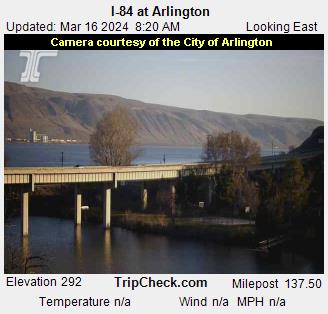 I-84 at Arlington
Updated: Mar 16 2024 8:20 AM Looking East
Camera courtesy of the City of Arlington
Elevation 292 TripCheck.com Milepost 137.50
Temperature n/a Wind n/a MPH n/a